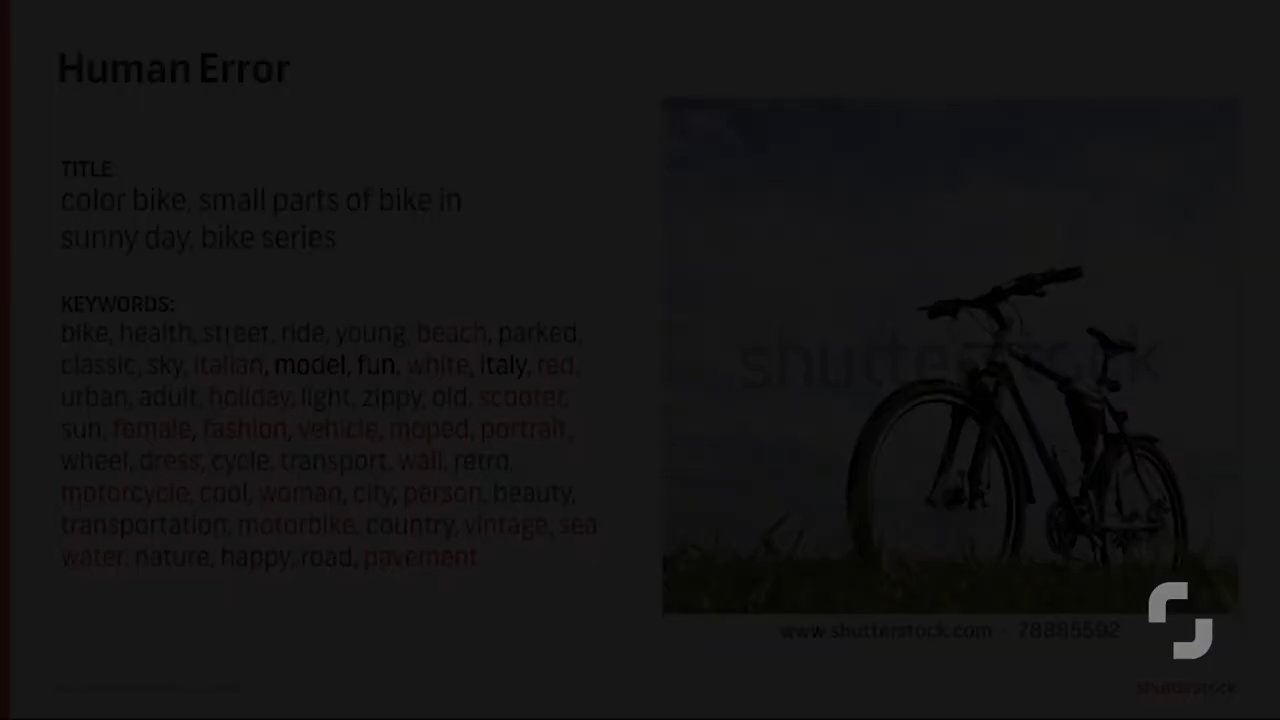 Human Error
TITLE:
color bike, small parts of bike in
sunny day, bike series
KEYWORDS:
bike, health, street, ride, young, beach, parked,
classic, sky, italian, model, fun, white, italy, red,
urban, adult, holiday, light, zippy, old, scooter,
sun, female, fashion, vehicle, moped, portrait,
wheel, dress, cycle, transport, wall, retro,
motorcycle, cool, woman, city, person, beauty,
transportation, motorbike, country, vintage, sea
water, nature, happy, road, pavement
shutterstock
www.shutterstock.com · 78885592
shutterstock